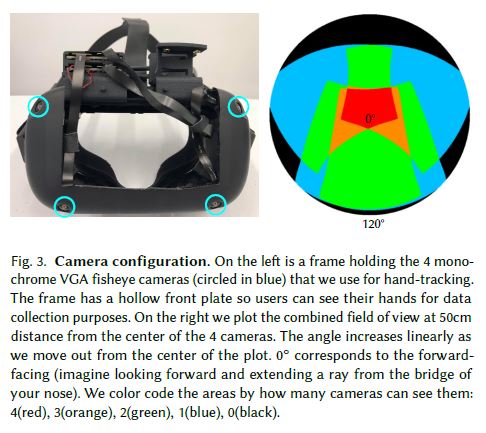 0°
120°
Fig. 3. Camera configuration. On the left is a frame holding the 4 mono-
chrome VGA fisheye cameras (circled in blue) that we use for hand-tracking.
The frame has a hollow front plate so users can see their hands for data
collection purposes. On the right we plot the combined field of view at 50cm
distance from the center of the 4 cameras. The angle increases linearly as
we move out from the center of the plot. 0° corresponds to the forward-
facing (imagine looking forward and extending a ray from the bridge of
your nose). We color code the areas by how many cameras can see them:
4(red), 3(orange), 2(green), 1(blue), 0(black).